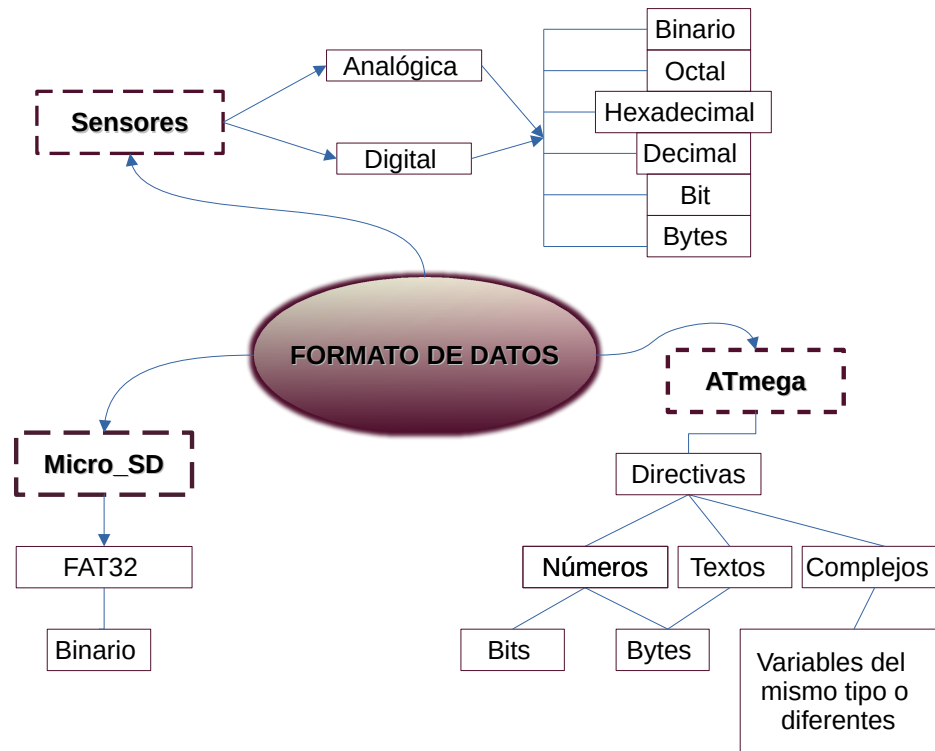 Binario
Analógica
Octal
Sensores
Hexadecimal
Digital
Decimal
Bit
Bytes
FORMATO DE DATOS
ATmega
Micro_SD
Directivas
FAT32
Números
Textos
Complejos
Binario
Bits
Bytes
Variables del
mismo tipo o
diferentes